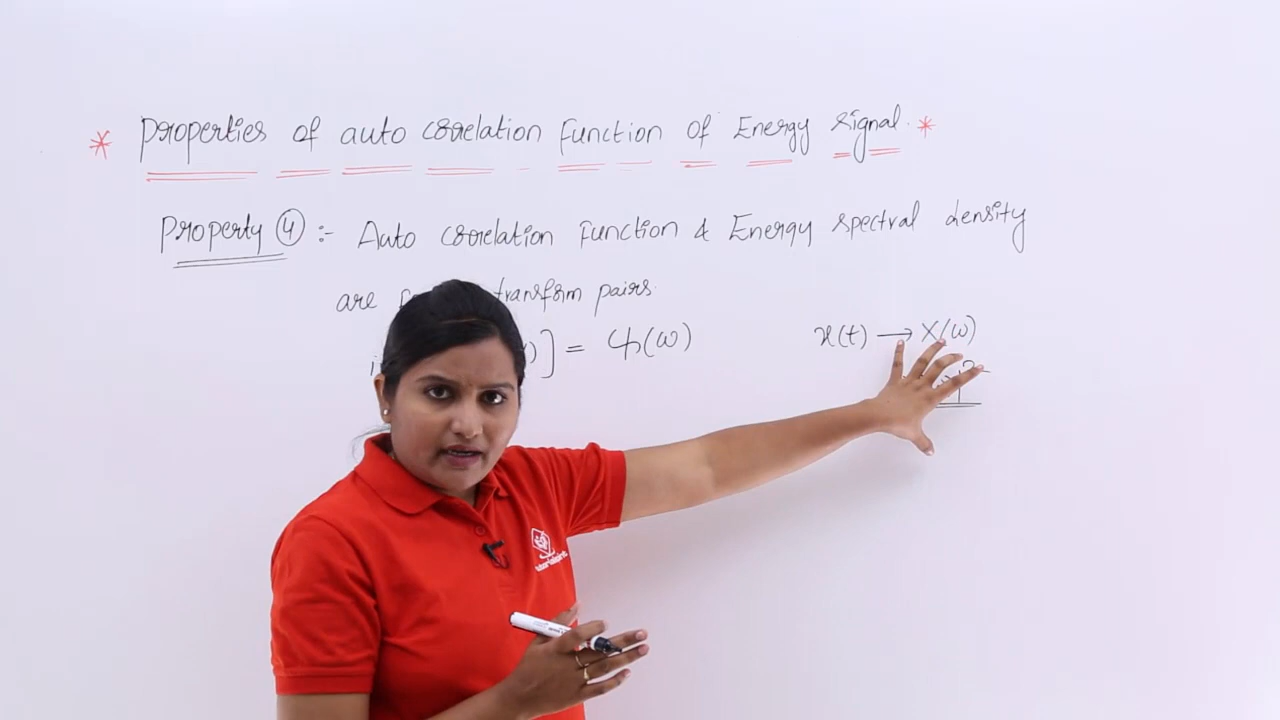 * Properties of auto correlation Function of Energy signal. *
Property 4 :- Auto correlation Function & Energy spectral density
are transform pairs.
] = ψ(ω)
x(t) → X(ω)
tutorialspoint